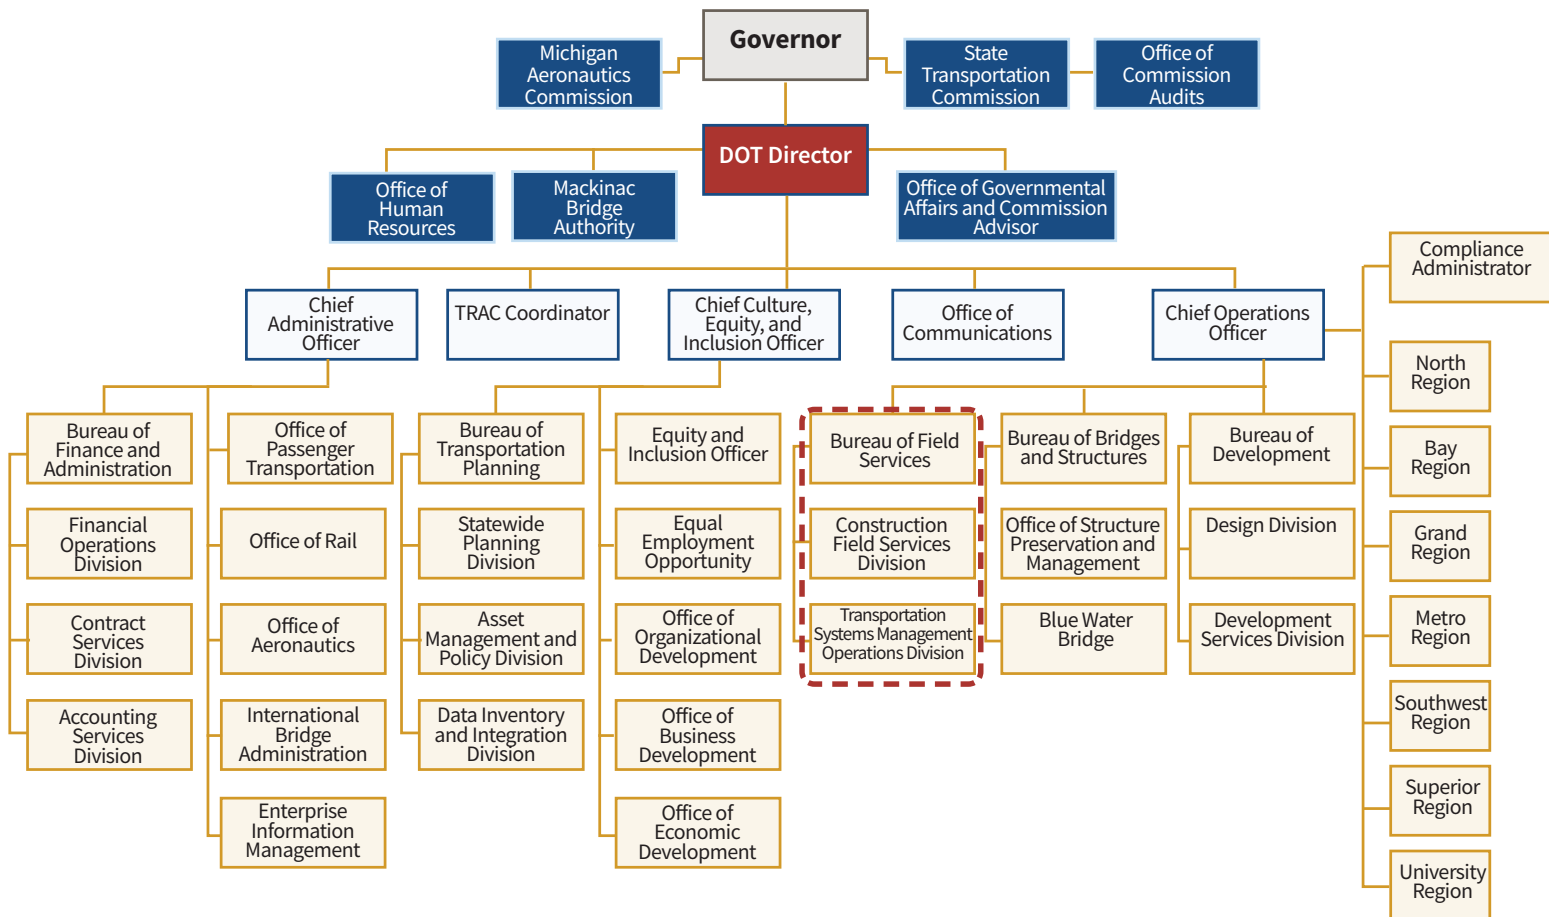 Governor
Michigan
Aeronautics
Commission
State
Transportation
Commission
Office of
Commission
Audits
DOT Director
Office of
Human
Resources
Mackinac
Bridge
Authority
Office of Governmental
Affairs and Commission
Advisor
Chief
Administrative
Officer
TRAC Coordinator
Chief Culture,
Equity, and
Inclusion Officer
Office of
Communications
Chief Operations
Officer
Compliance
Administrator
North
Region
Bay
Region
Grand
Region
Metro
Region
Southwest
Region
Superior
Region
University
Region
Bureau of
Finance and
Administration
Financial
Operations
Division
Contract
Services
Division
Accounting
Services
Division
Office of
Passenger
Transportation
Office of Rail
Office of
Aeronautics
International
Bridge
Administration
Enterprise
Information
Management
Bureau of
Transportation
Planning
Statewide
Planning
Division
Asset
Management and
Policy Division
Data Inventory
and Integration
Division
Equity and
Inclusion Officer
Equal
Employment
Opportunity
Office of
Organizational
Development
Office of
Business
Development
Office of
Economic
Development
Bureau of Field
Services
Construction
Field Services
Division
Transportation
Systems Management
Operations Division
Bureau of Bridges
and Structures
Office of Structure
Preservation and
Management
Blue Water
Bridge
Bureau of
Development
Design Division
Development
Services Division